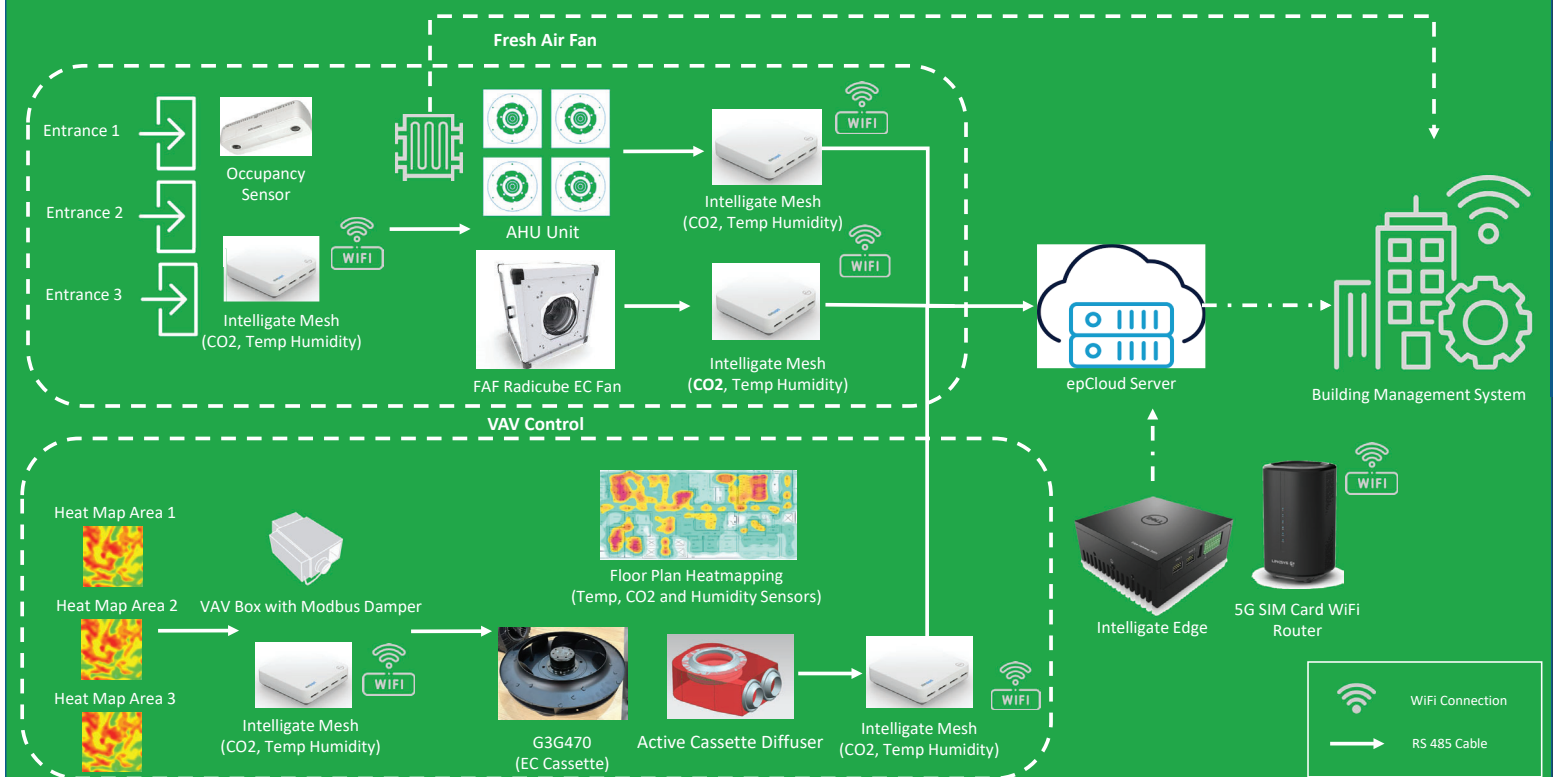 Fresh Air Fan
Entrance 1
Entrance 2
Entrance 3
Occupancy
Sensor
WIFI
Intelligate Mesh
(CO2, Temp Humidity)
AHU Unit
FAF Radicube EC Fan
WIFI
Intelligate Mesh
(CO2, Temp Humidity)
WIFI
Intelligate Mesh
(CO2, Temp Humidity)
epCloud Server
Building Management System
VAV Control
Heat Map Area 1
Heat Map Area 2
Heat Map Area 3
VAV Box with Modbus Damper
WIFI
Intelligate Mesh
(CO2, Temp Humidity)
Floor Plan Heatmapping
(Temp, CO2 and Humidity Sensors)
G3G470
(EC Cassette)
Active Cassette Diffuser
WIFI
Intelligate Mesh
(CO2, Temp Humidity)
DELL
Intelligate Edge
WIFI
LINKSYS
5G SIM Card WiFi
Router
WiFi Connection
RS 485 Cable